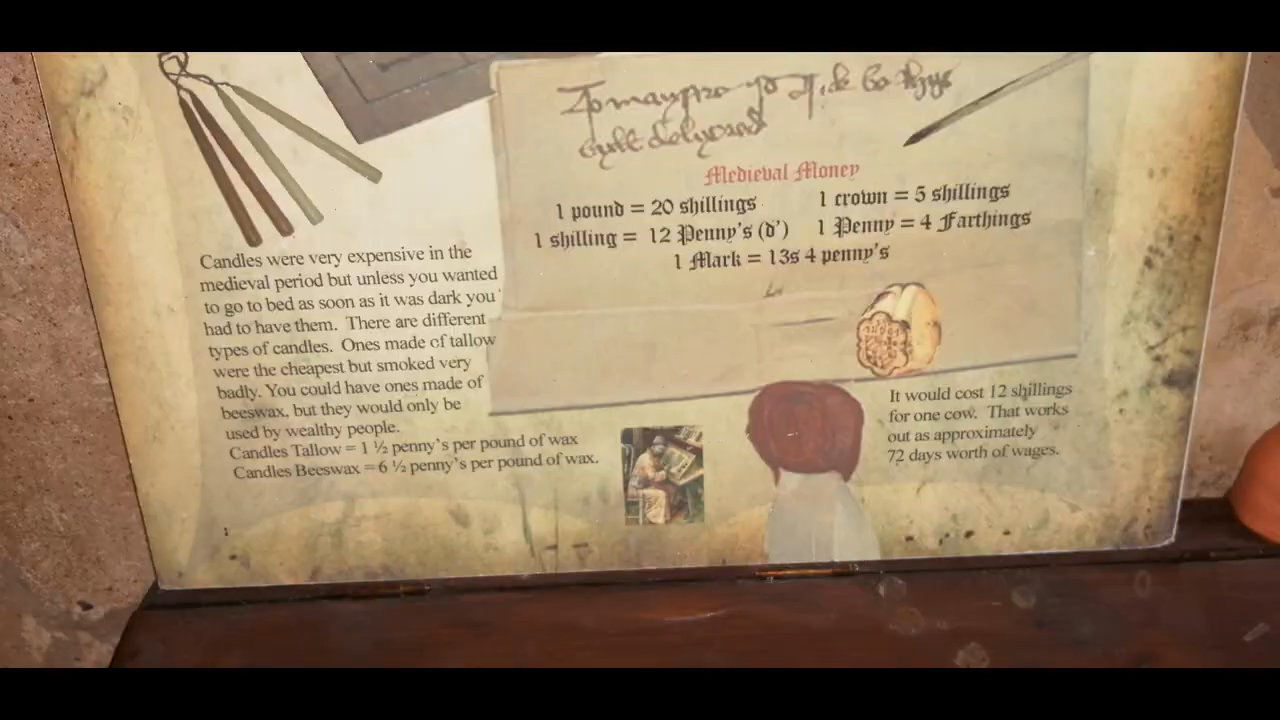 Medieval Money
1 pound = 20 shillings
1 crown = 5 shillings
1 shilling = 12 Penny's (d')
1 Penny = 4 Farthings
1 Mark = 13s 4 penny's
Candles were very expensive in the
medieval period but unless you wanted
to go to bed as soon as it was dark you
had to have them. There are different
types of candles. Ones made of tallow
were the cheapest but smoked very
badly. You could have ones made of
beeswax, but they would only be
used by wealthy people.
Candles Tallow = 1 ½ penny's per pound of wax
Candles Beeswax = 6 ½ penny's per pound of wax.
It would cost 12 shillings
for one cow. That works
out as approximately
72 days worth of wages.